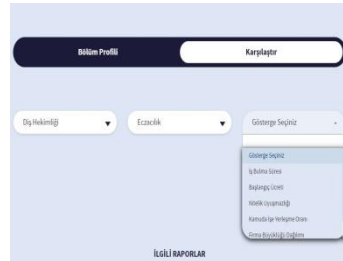 Bölüm Profili
Karşılaştır
Diş Hekimliği
Eczacılık
Gösterge Seçiniz
Gösterge Seçiniz
İş Bulma Süresi
Başlangıç Ücreti
Nitelik Uyuşmazlığı
Kamuda İşe Yerleşme Oranı
Firma Büyüklüğü Dağılımı
İLGİLİ RAPORLAR